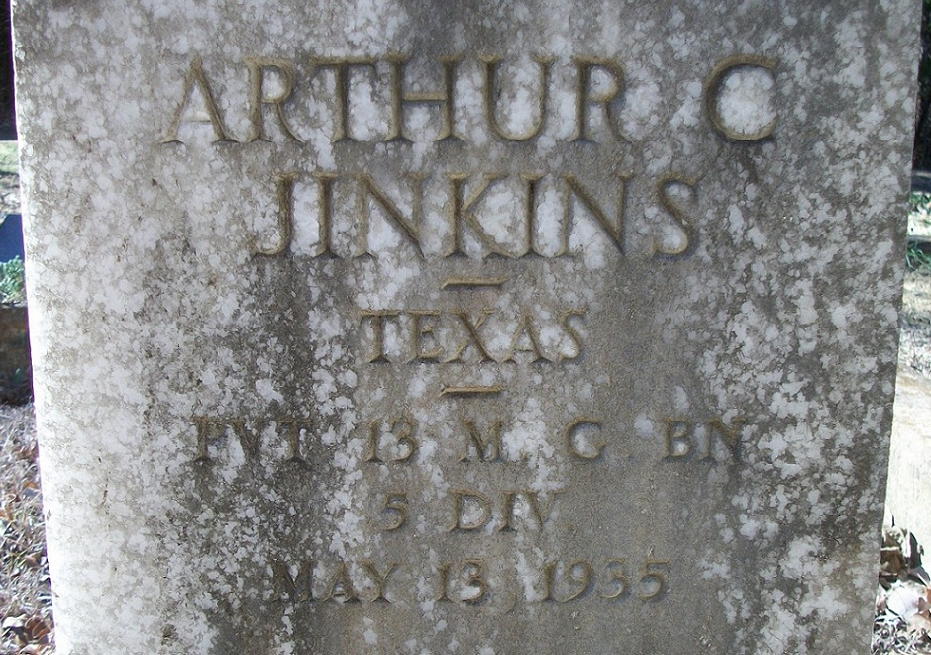 ARTHUR C
JINKINS
—
TEXAS
—
PVT 13 M. G. BN.
5 DIV.
MAY 13, 1935